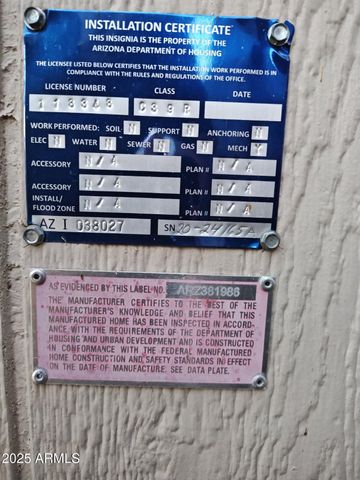 INSTALLATION CERTIFICATE
THIS INSIGNIA IS THE PROPERTY OF THE
ARIZONA DEPARTMENT OF HOUSING
THE LICENSEE LISTED BELOW CERTIFIES THAT THE INSTALLATION WORK PERFORMED IS IN
COMPLIANCE WITH THE RULES AND REGULATIONS OF THE OFFICE.
LICENSE NUMBER CLASS DATE
118348 C39R
WORK PERFORMED: SOIL N SUPPORT N ANCHORING N
ELEC N WATER N SEWER N GAS N MECH Y
ACCESSORY N/A PLAN # N/A
ACCESSORY N/A PLAN # N/A
INSTALL/
FLOOD ZONE N/A PLAN # N/A
AZ I 038027 SN
AS EVIDENCED BY THIS LABEL NO. ARZ381986
THE MANUFACTURER CERTIFIES TO THE BEST OF THE
MANUFACTURER'S KNOWLEDGE AND BELIEF THAT THIS
MANUFACTURED HOME HAS BEEN INSPECTED IN ACCORD-
ANCE WITH THE REQUIREMENTS OF THE DEPARTMENT OF
HOUSING AND URBAN DEVELOPMENT AND IS CONSTRUCTED
IN CONFORMANCE WITH THE FEDERAL MANUFACTURED
HOME CONSTRUCTION AND SAFETY STANDARDS IN EFFECT
ON THE DATE OF MANUFACTURE. SEE DATA PLATE.
2025 ARMLS